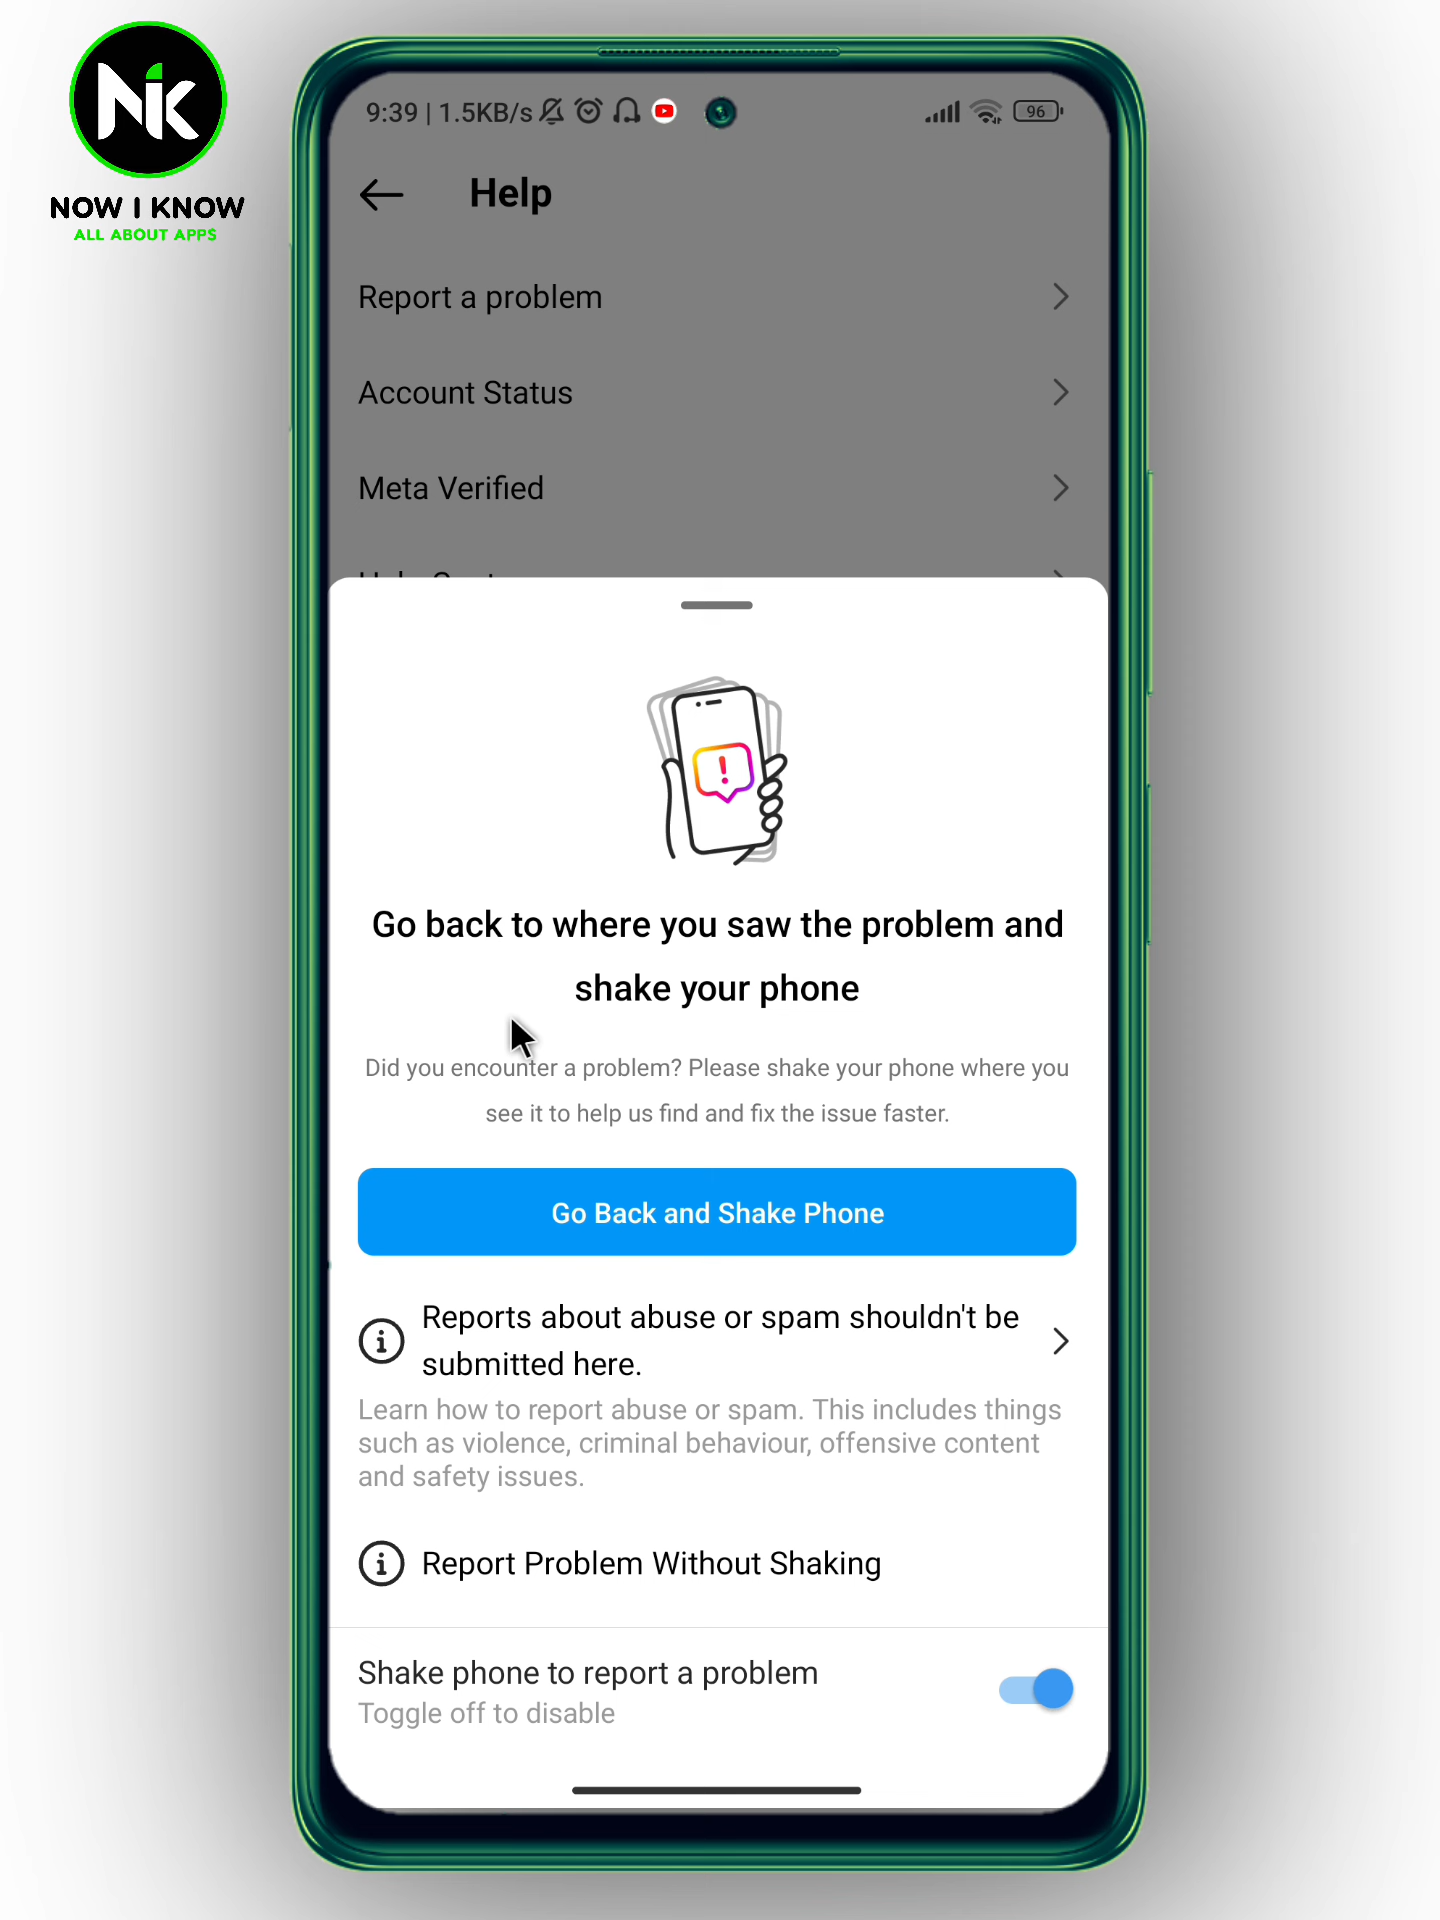 NiK
NOW I KNOW
ALL ABOUT APPS
9:39 | 1.5KB/s
96
Help
Report a problem
Account Status
Meta Verified
Go back to where you saw the problem and
shake your phone
Did you encounter a problem? Please shake your phone where you
see it to help us find and fix the issue faster.
Go Back and Shake Phone
Reports about abuse or spam shouldn't be
submitted here.
Learn how to report abuse or spam. This includes things
such as violence, criminal behaviour, offensive content
and safety issues.
Report Problem Without Shaking
Shake phone to report a problem
Toggle off to disable